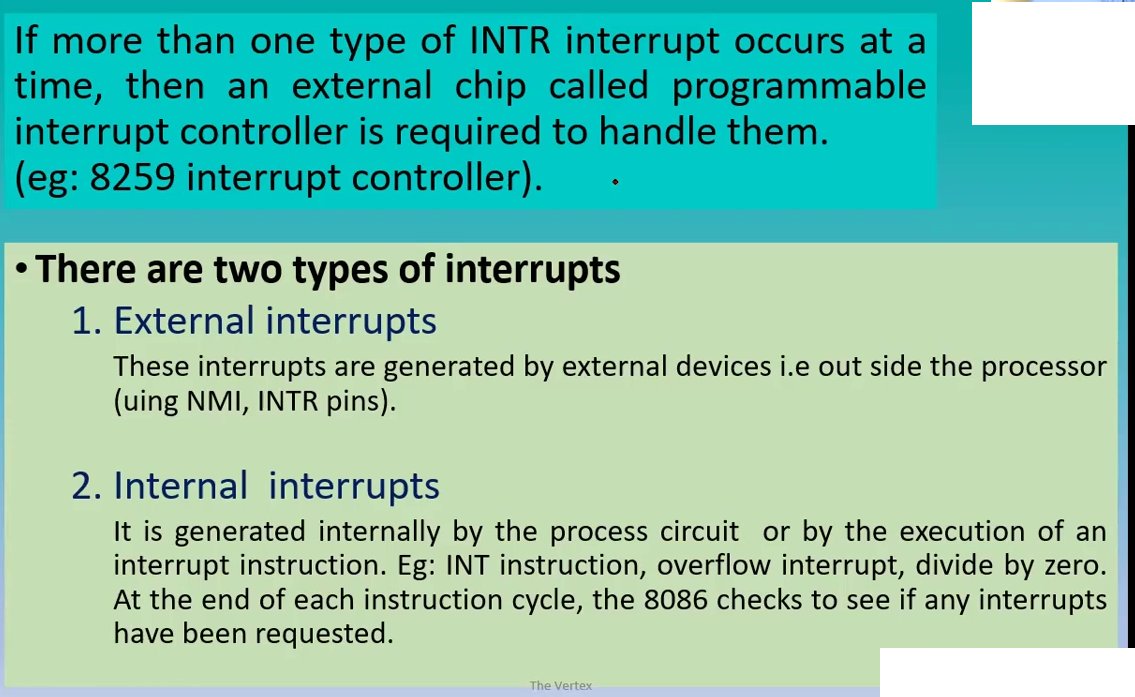 If more than one type of INTR interrupt occurs at a
time, then an external chip called programmable
interrupt controller is required to handle them.
(eg: 8259 interrupt controller).
• There are two types of interrupts
1. External interrupts
These interrupts are generated by external devices i.e out side the processor
(uing NMI, INTR pins).
2. Internal interrupts
It is generated internally by the process circuit or by the execution of an
interrupt instruction. Eg: INT instruction, overflow interrupt, divide by zero.
At the end of each instruction cycle, the 8086 checks to see if any interrupts
have been requested.
The Vertex